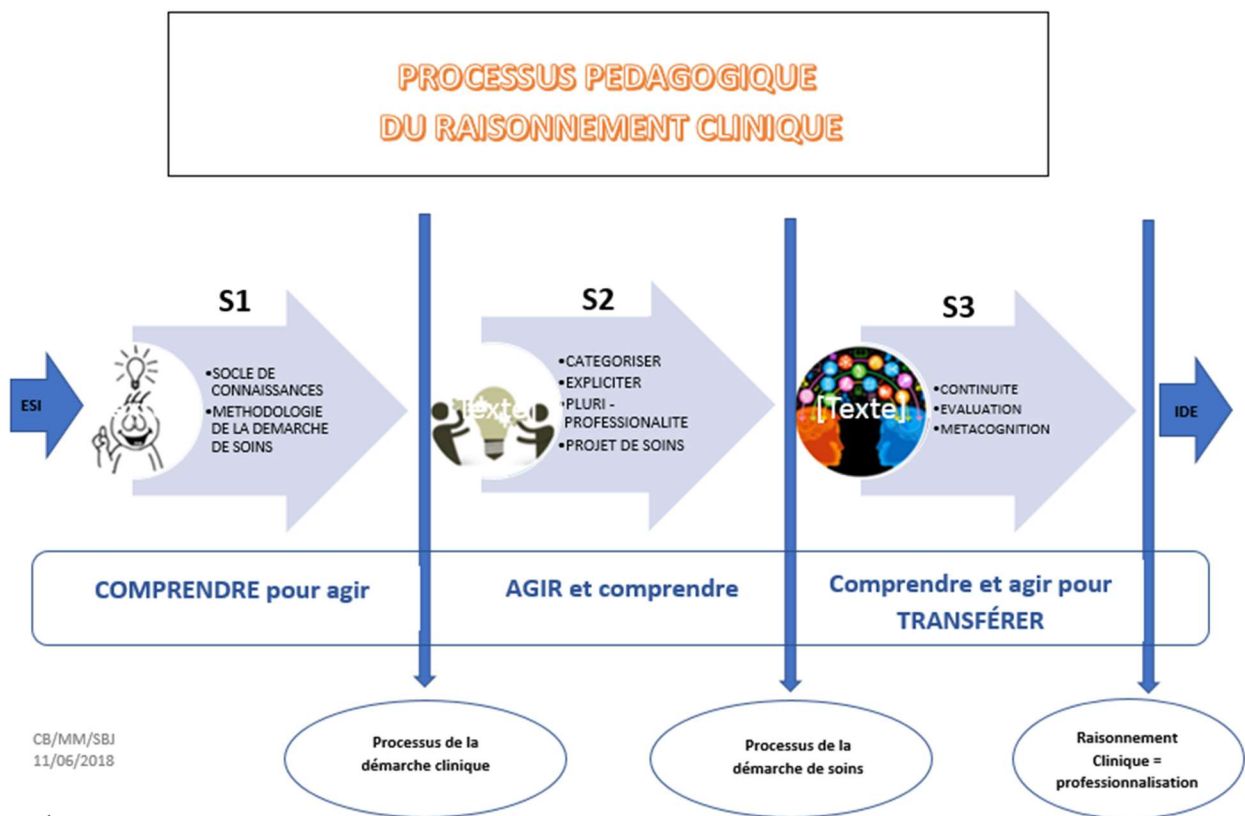 PROCESSUS PEDAGOGIQUE
DU RAISONNEMENT CLINIQUE
S1
S2
S3
ESI
•SOCLE DE
CONNAISSANCES
•METHODOLOGIE
DE LA DEMARCHE
DE SOINS
[Texte]
•CATEGORISER
•EXPLICITER
•PLURI -
PROFESSIONALITE
•PROJET DE SOINS
[Texte]
•CONTINUITE
•EVALUATION
•METACOGNITION
IDE
COMPRENDRE pour agir
AGIR et comprendre
Comprendre et agir pour
TRANSFÉRER
CB/MM/SBJ
11/06/2018
Processus de la
démarche clinique
Processus de la
démarche de soins
Raisonnement
Clinique =
professionnalisation